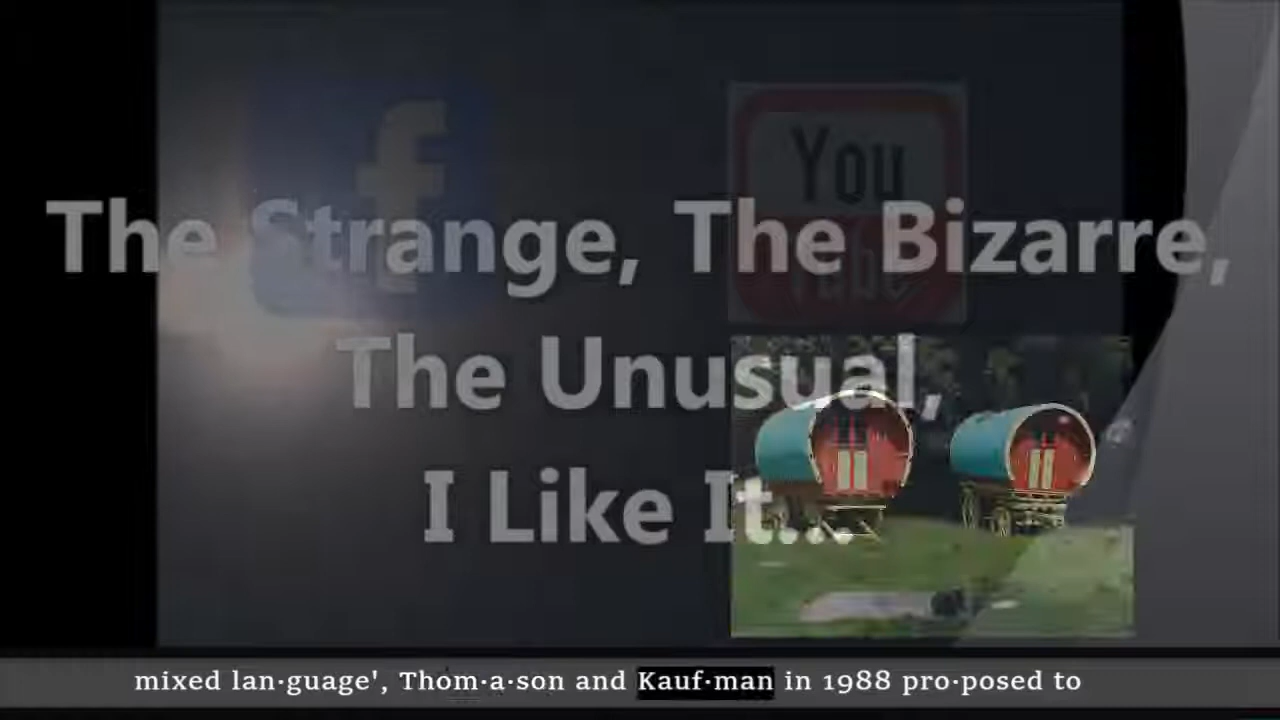 f
You
Tube
The Strange, The Bizarre,
The Unusual,
I Like It...
mixed lan·guage', Thom·a·son and Kauf·man in 1988 pro·posed to